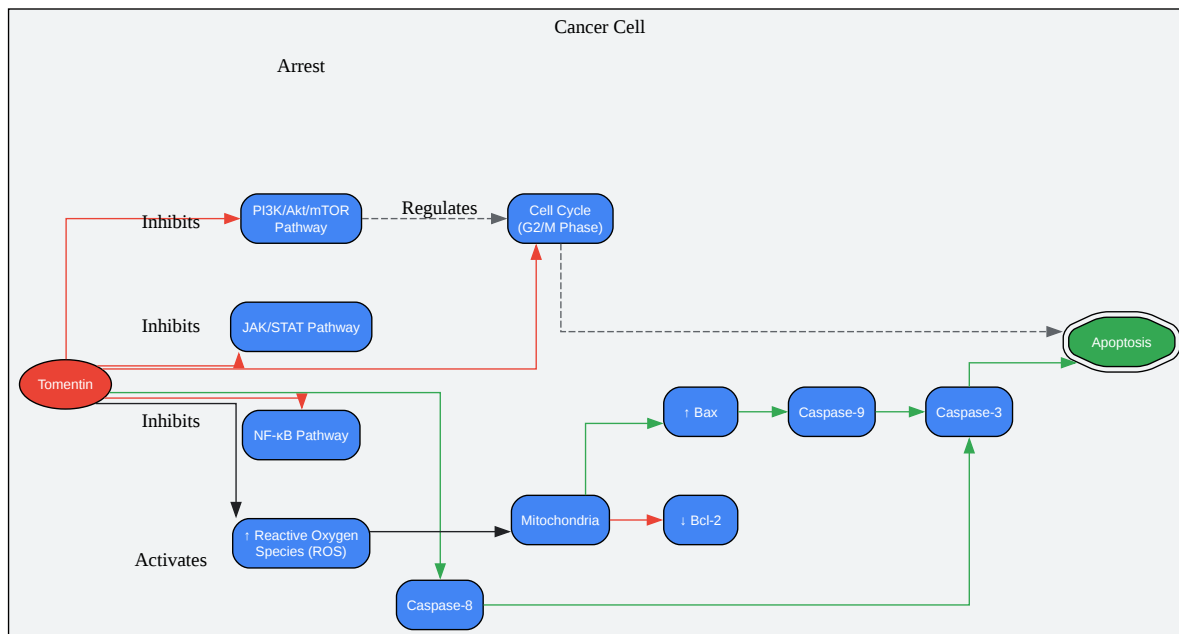 Cancer Cell
Arrest
PI3K/Akt/mTOR
Pathway
Inhibits
Regulates
Cell Cycle
(G2/M Phase)
Inhibits
JAK/STAT Pathway
Apoptosis
Tomentin
Inhibits
NF-κB Pathway
↑ Bax
Caspase-9
Caspase-3
↑ Reactive Oxygen
Species (ROS)
Mitochondria
↓ Bcl-2
Activates
Caspase-8